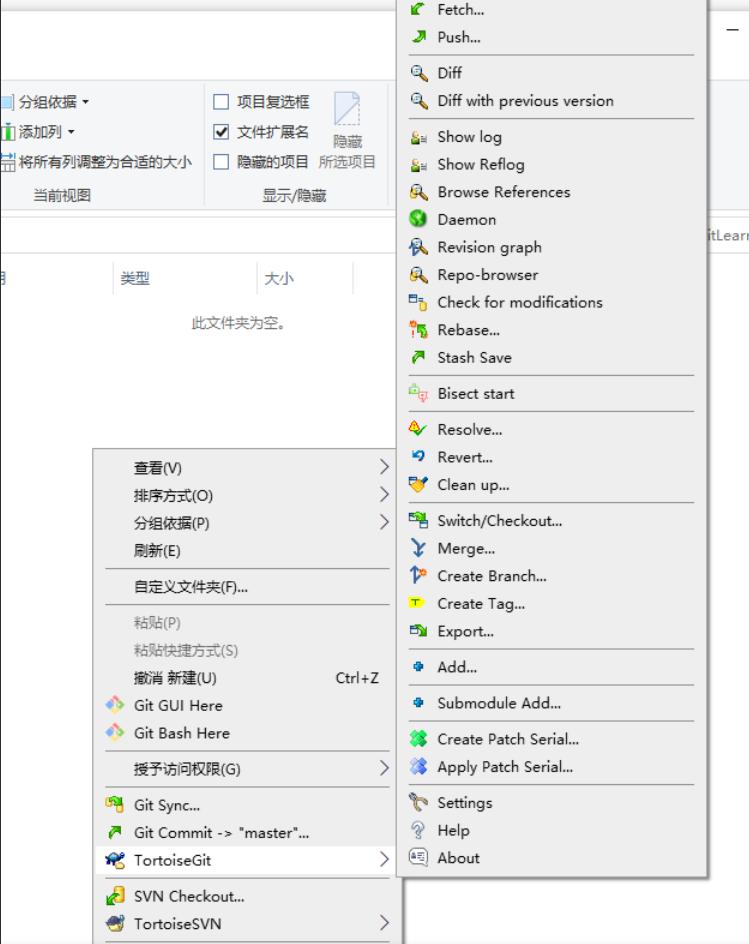 分组依据
添加列
将所有列调整为合适的大小
当前视图
项目复选框
文件扩展名
隐藏的项目
隐藏
所选项目
显示/隐藏
itLearn
类型
大小
此文件夹为空。
查看(V)
排序方式(O)
分组依据(P)
刷新(E)
自定义文件夹(F)...
粘贴(P)
粘贴快捷方式(S)
撤消 新建(U) Ctrl+Z
Git GUI Here
Git Bash Here
授予访问权限(G)
Git Sync...
Git Commit -> "master"...
TortoiseGit
SVN Checkout...
TortoiseSVN
Fetch...
Push...
Diff
Diff with previous version
Show log
Show Reflog
Browse References
Daemon
Revision graph
Repo-browser
Check for modifications
Rebase...
Stash Save
Bisect start
Resolve...
Revert...
Clean up...
Switch/Checkout...
Merge...
Create Branch...
Create Tag...
Export...
Add...
Submodule Add...
Create Patch Serial...
Apply Patch Serial...
Settings
Help
About